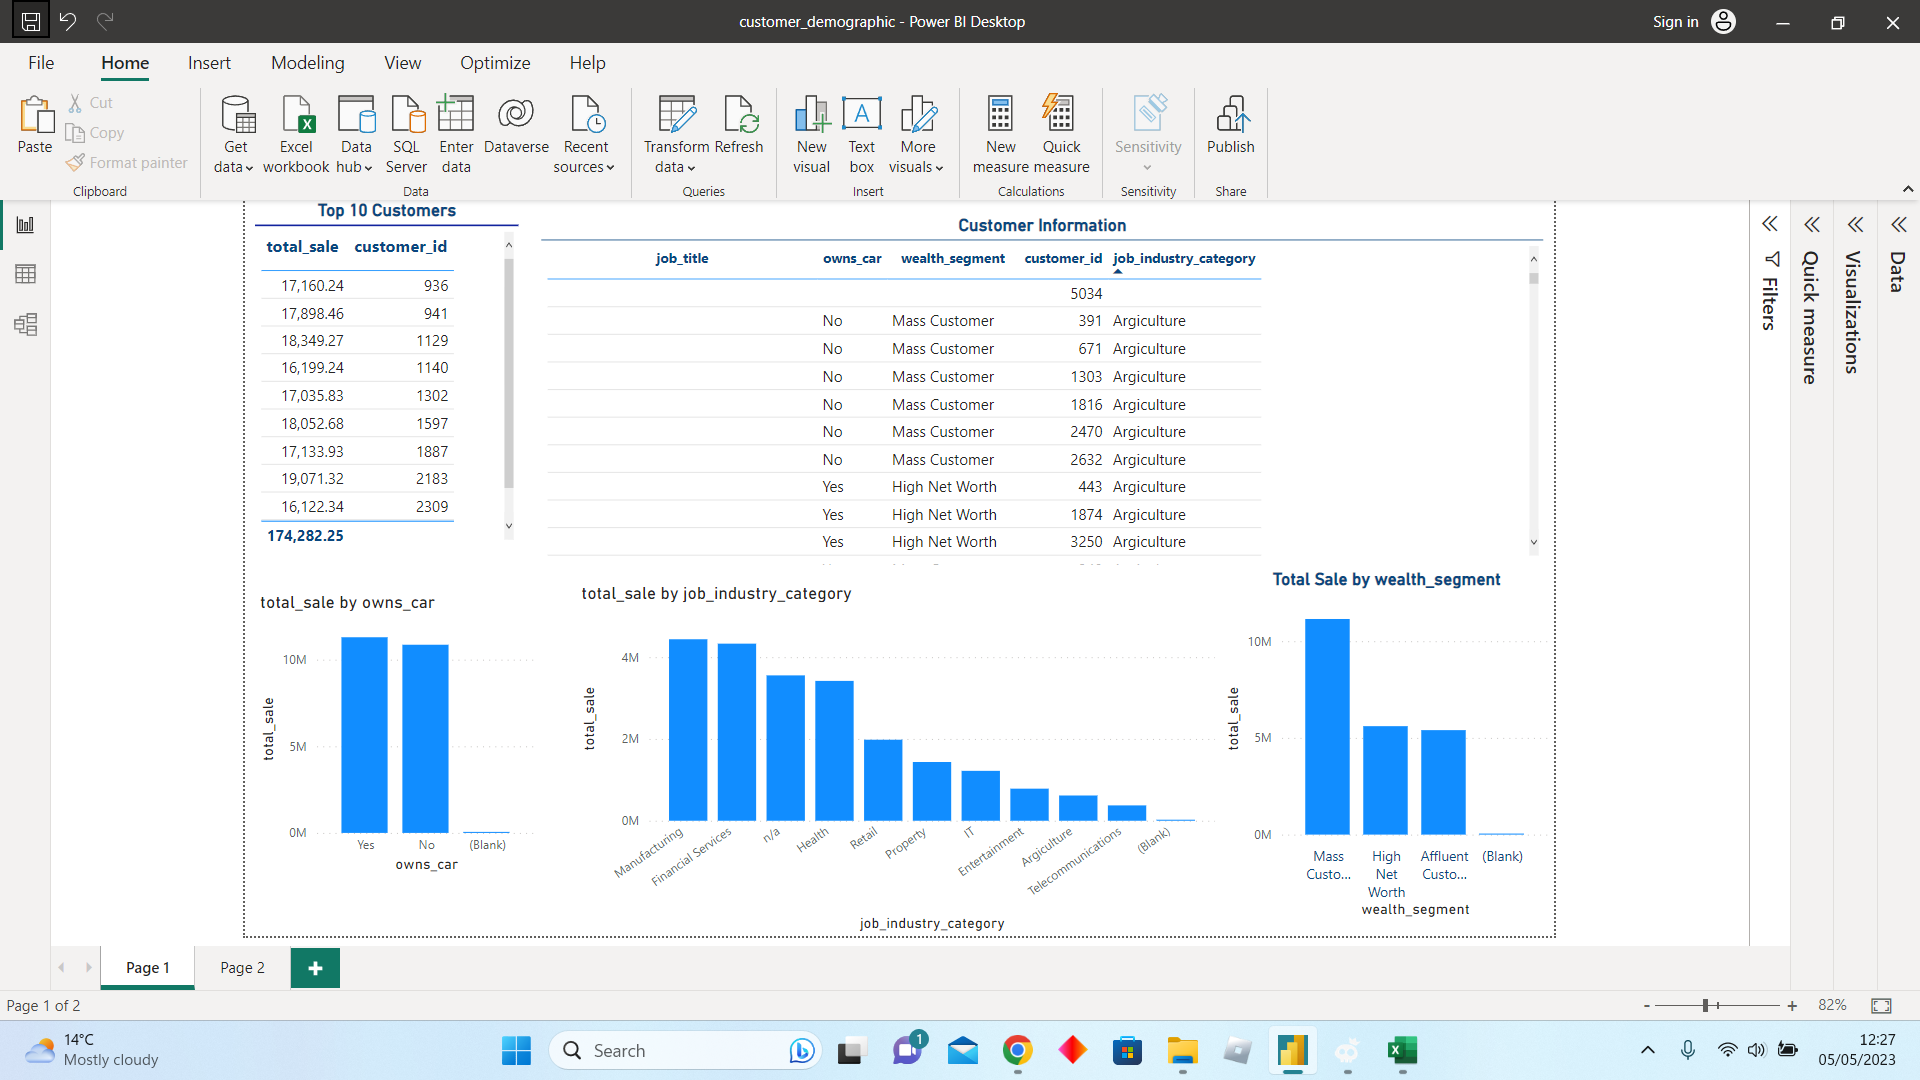 customer_demographic - Power BI Desktop
Sign in
File Home Insert Modeling View Optimize Help
Paste
Cut
Copy
Format painter
Clipboard
Get data
Excel workbook
Data hub
SQL Server
Enter data
Dataverse
Recent sources
Data
Transform data
Refresh
Queries
New visual
Text box
A
More visuals
Insert
New measure
Quick measure
Calculations
Sensitivity
Sensitivity
Publish
Share
Top 10 Customers
total_sale customer_id
17,160.24 936
17,898.46 941
18,349.27 1129
16,199.24 1140
17,035.83 1302
18,052.68 1597
17,133.93 1887
19,071.32 2183
16,122.34 2309
174,282.25
Customer Information
job_title owns_car wealth_segment customer_id job_industry_category
5034
No Mass Customer 391 Argiculture
No Mass Customer 671 Argiculture
No Mass Customer 1303 Argiculture
No Mass Customer 1816 Argiculture
No Mass Customer 2470 Argiculture
No Mass Customer 2632 Argiculture
Yes High Net Worth 443 Argiculture
Yes High Net Worth 1874 Argiculture
Yes High Net Worth 3250 Argiculture
Filters
Quick measure
Visualizations
Data
total_sale by owns_car
total_sale
10M
5M
0M
Yes No (Blank)
owns_car
total_sale by job_industry_category
total_sale
4M
2M
0M
Manufacturing
Financial Services
n/a
Health
Retail
Property
IT
Entertainment
Argiculture
Telecommunications
(Blank)
job_industry_category
Total Sale by wealth_segment
total_sale
10M
5M
0M
Mass Custo...
High Net Worth
Affluent Custo...
(Blank)
wealth_segment
Page 1 Page 2 +
Page 1 of 2
- + 82%
14°C
Mostly cloudy
Search
1
12:27
05/05/2023